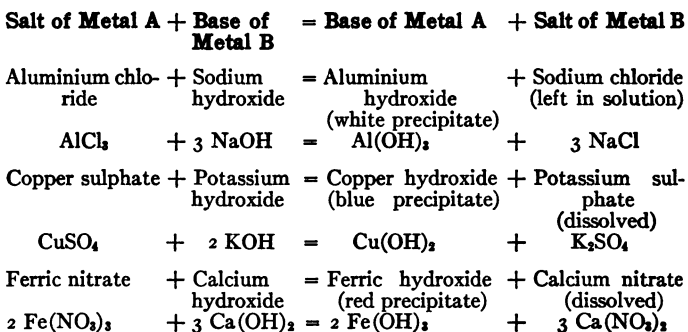 Salt of Metal A + Base of = Base of Metal A + Salt of Metal B
Metal B
Aluminium chlo- + Sodium = Aluminium + Sodium chloride
ride hydroxide hydroxide (left in solution)
(white precipitate)
AlCl₃ + 3 NaOH = Al(OH)₃ + 3 NaCl
Copper sulphate + Potassium = Copper hydroxide + Potassium sul-
hydroxide (blue precipitate) phate
(dissolved)
CuSO₄ + 2 KOH = Cu(OH)₂ + K₂SO₄
Ferric nitrate + Calcium = Ferric hydroxide + Calcium nitrate
hydroxide (red precipitate) (dissolved)
2 Fe(NO₃)₃ + 3 Ca(OH)₂ = 2 Fe(OH)₃ + 3 Ca(NO₃)₂